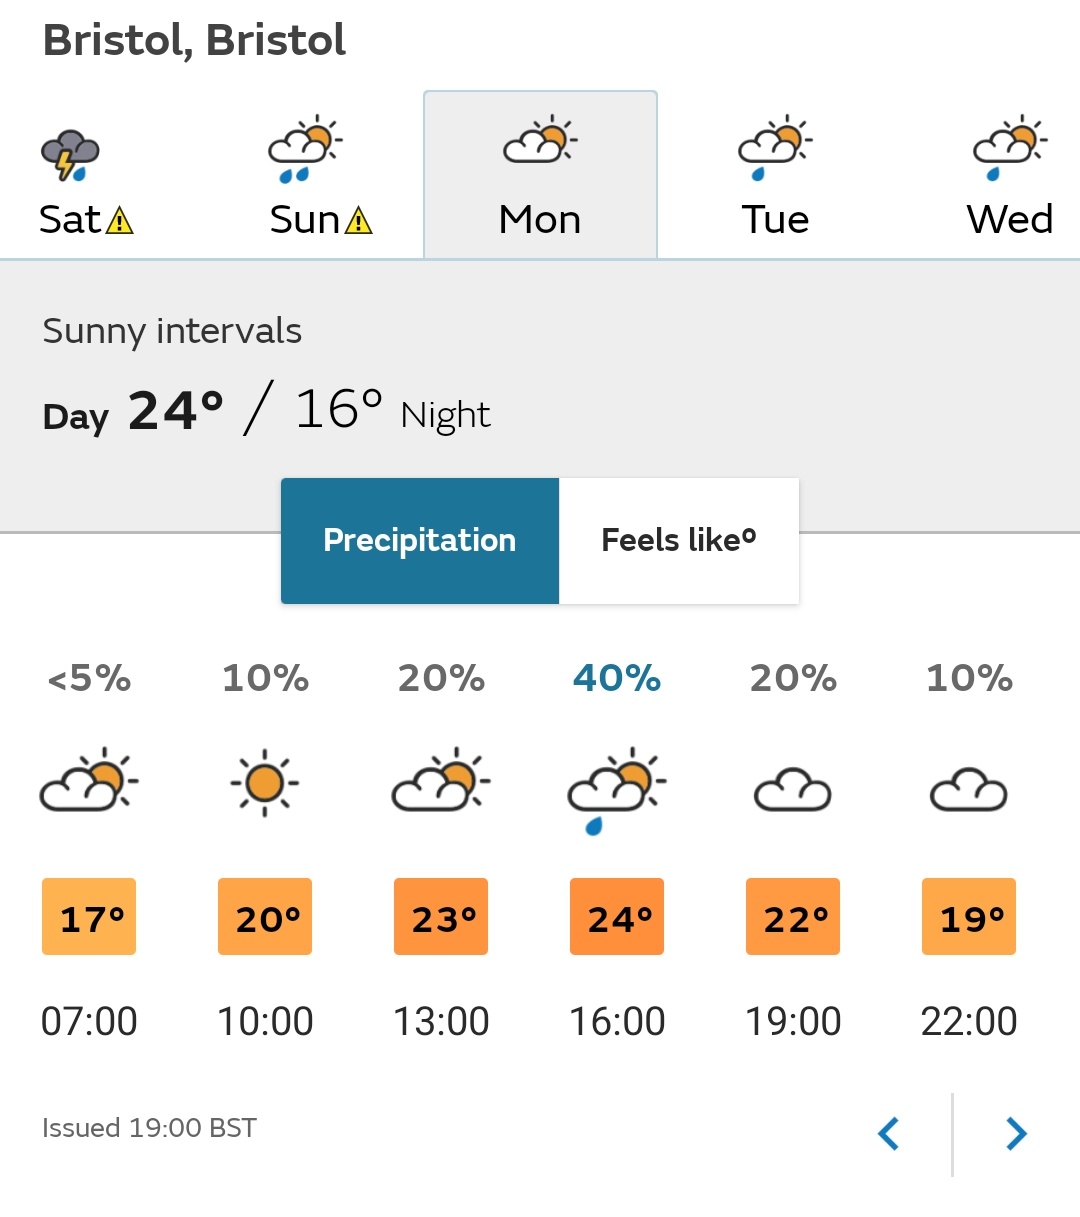 Bristol, Bristol
Sat Sun Mon Tue Wed
Sunny intervals
Day 24° / 16° Night
Precipitation Feels like°
<5% 10% 20% 40% 20% 10%
17° 20° 23° 24° 22° 19°
07:00 10:00 13:00 16:00 19:00 22:00
Issued 19:00 BST